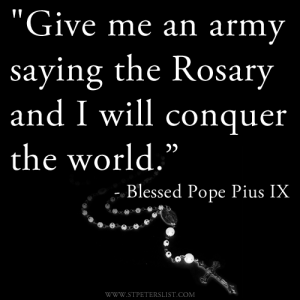 "Give me an army
saying the Rosary
and I will conquer
the world.”
- Blessed Pope Pius IX
WWW.STPETERSLIST.COM